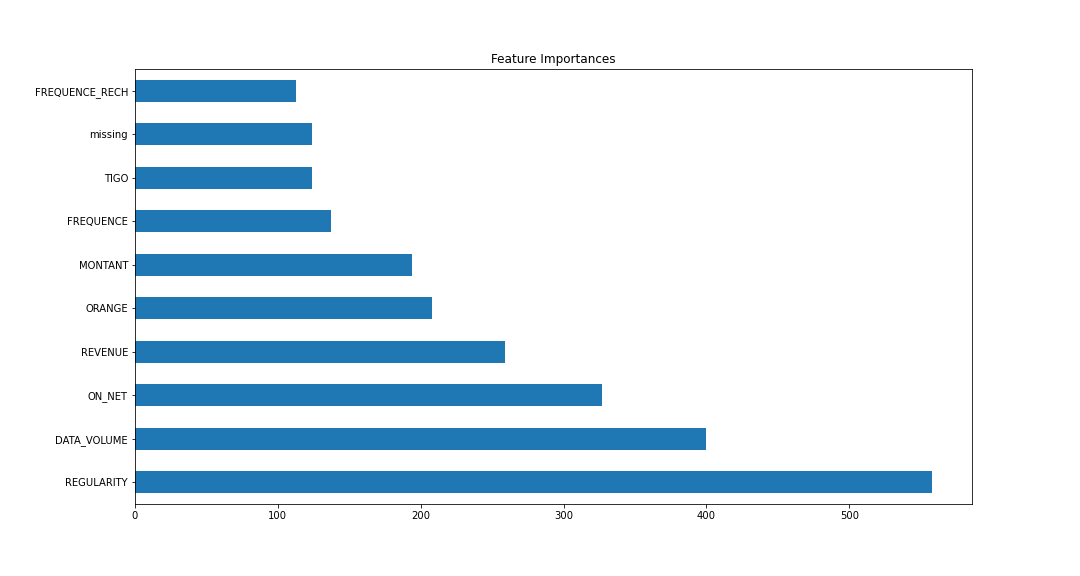 Feature Importances
FREQUENCE_RECH
missing
TIGO
FREQUENCE
MONTANT
ORANGE
REVENUE
ON_NET
DATA_VOLUME
REGULARITY
0 100 200 300 400 500